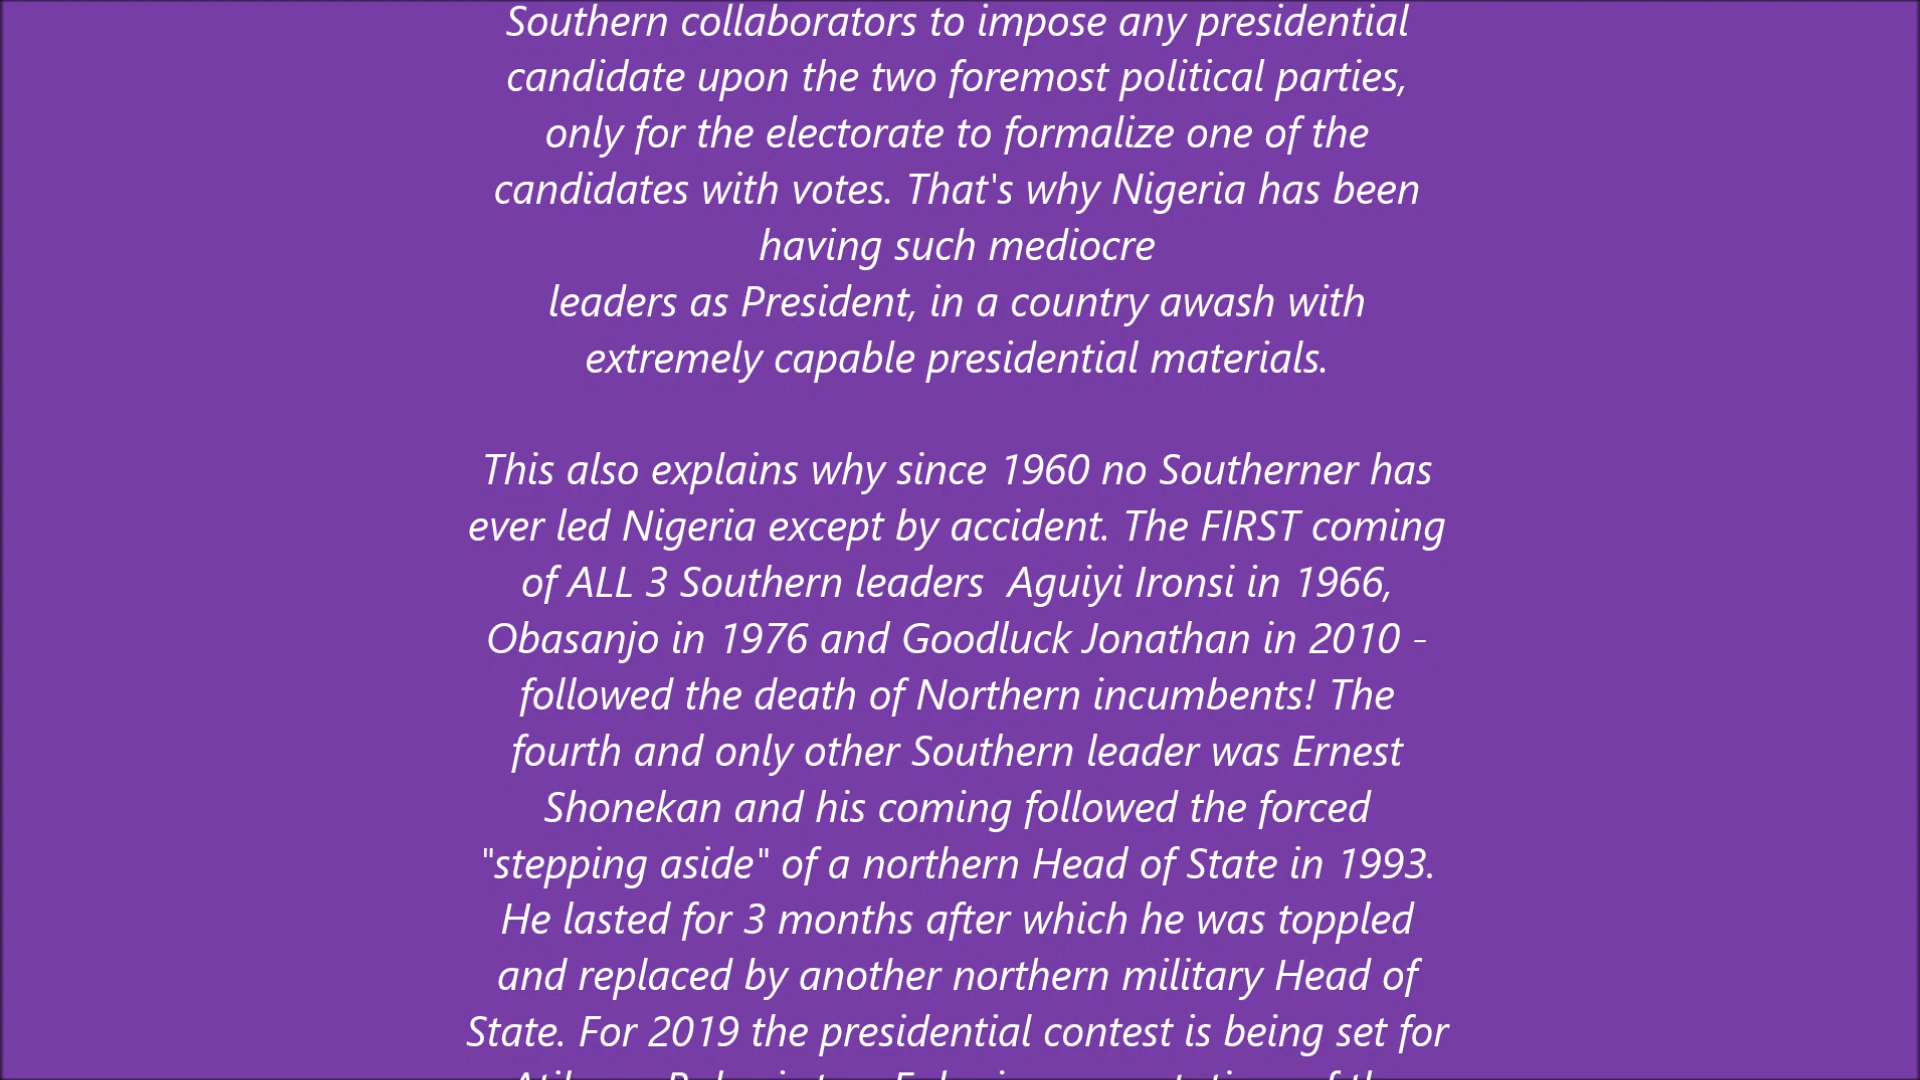 Southern collaborators to impose any presidential
candidate upon the two foremost political parties,
only for the electorate to formalize one of the
candidates with votes. That's why Nigeria has been
having such mediocre
leaders as President, in a country awash with
extremely capable presidential materials.
This also explains why since 1960 no Southerner has
ever led Nigeria except by accident. The FIRST coming
of ALL 3 Southern leaders  Aguiyi Ironsi in 1966,
Obasanjo in 1976 and Goodluck Jonathan in 2010 -
followed the death of Northern incumbents! The
fourth and only other Southern leader was Ernest
Shonekan and his coming followed the forced
"stepping aside" of a northern Head of State in 1993.
He lasted for 3 months after which he was toppled
and replaced by another northern military Head of
State. For 2019 the presidential contest is being set for